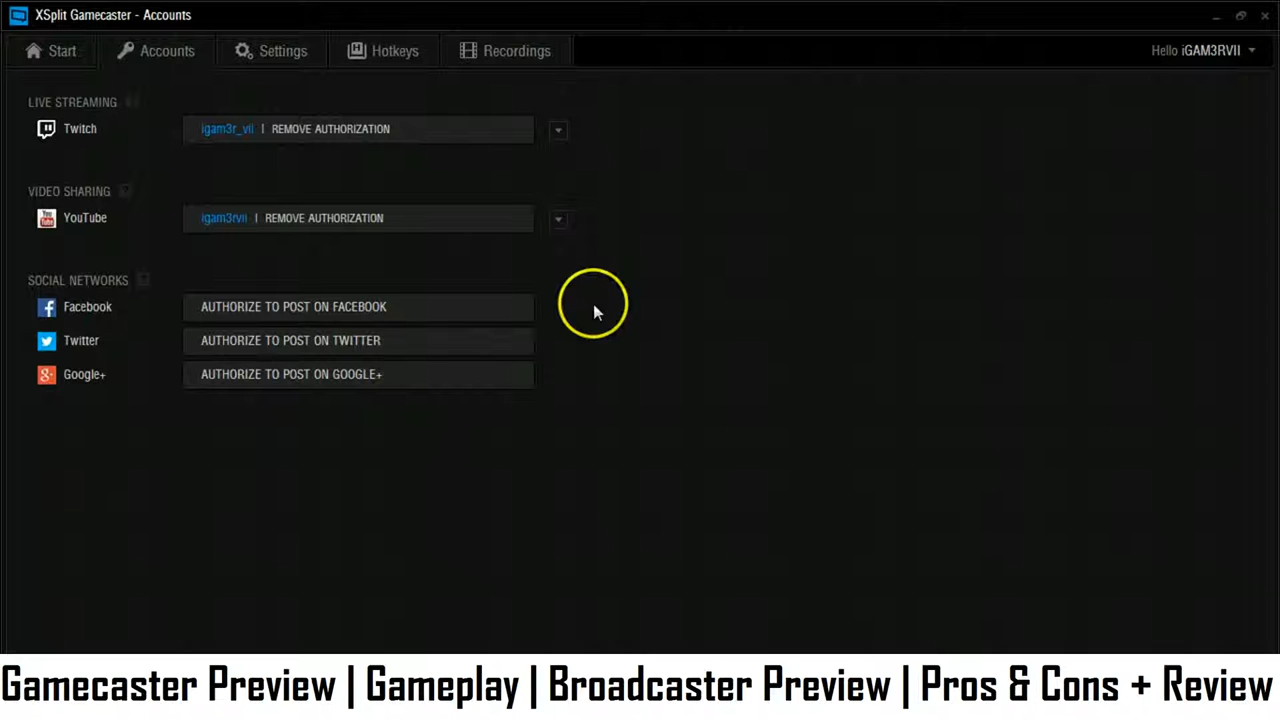 XSplit Gamecaster - Accounts
Start Accounts Settings Hotkeys Recordings Hello iGAM3RVII
LIVE STREAMING
Twitch igam3r_vii | REMOVE AUTHORIZATION
VIDEO SHARING
YouTube igam3rvii | REMOVE AUTHORIZATION
SOCIAL NETWORKS
Facebook AUTHORIZE TO POST ON FACEBOOK
Twitter AUTHORIZE TO POST ON TWITTER
Google+ AUTHORIZE TO POST ON GOOGLE+
Gamecaster Preview | Gameplay | Broadcaster Preview | Pros & Cons + Review